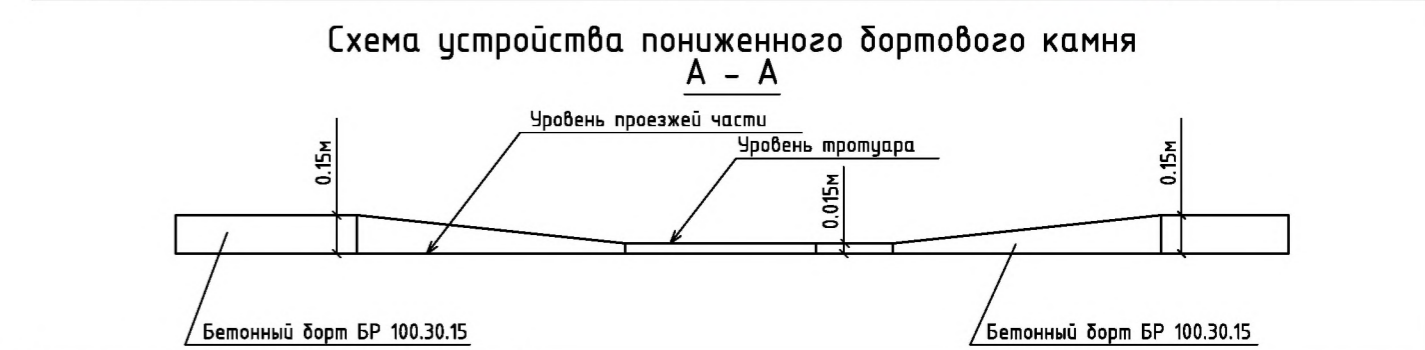 Схема устройства пониженного бортового камня
А - А
Уровень проезжей части
Уровень тротуара
0.15м
0.015м
0.15м
Бетонный борт БР 100.30.15
Бетонный борт БР 100.30.15